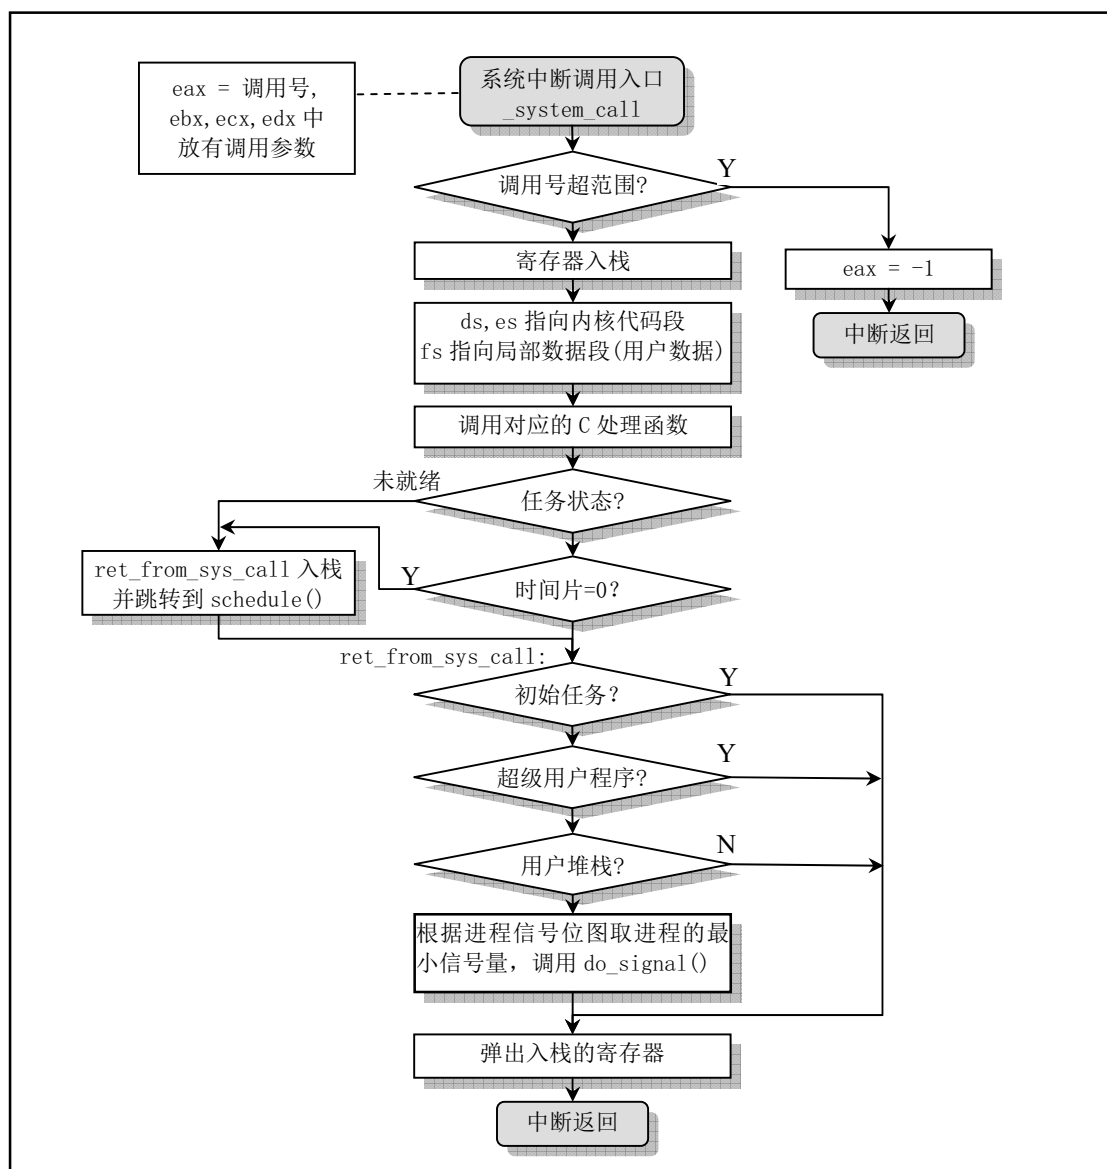 系统中断调用入口
_system_call
eax = 调用号,
ebx,ecx,edx 中
放有调用参数
调用号超范围?
Y
寄存器入栈
eax = -1
ds,es 指向内核代码段
fs 指向局部数据段(用户数据)
中断返回
调用对应的 C 处理函数
未就绪
任务状态?
ret_from_sys_call 入栈
并跳转到 schedule()
Y
时间片=0?
ret_from_sys_call:
初始任务?
Y
超级用户程序?
Y
用户堆栈?
N
根据进程信号位图取进程的最
小信号量，调用 do_signal()
弹出入栈的寄存器
中断返回